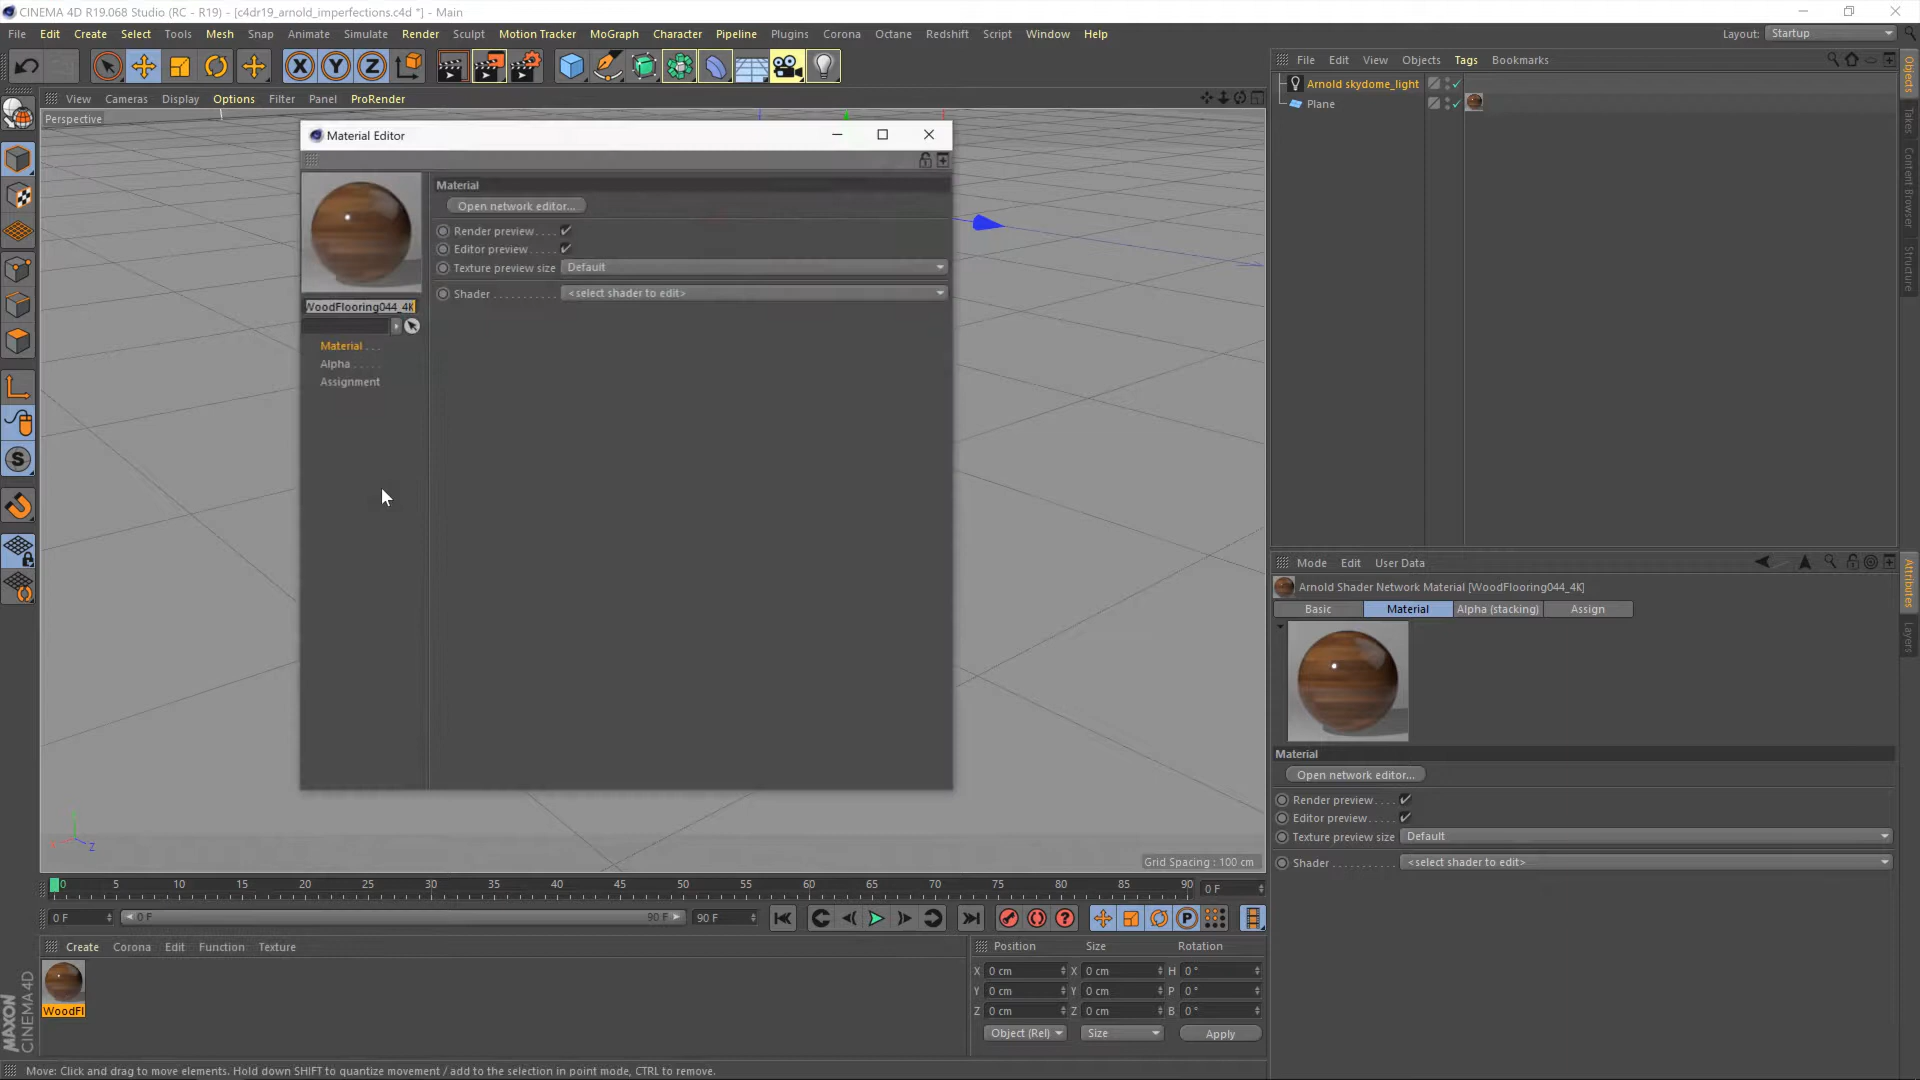 CINEMA 4D R19.068 Studio (RC - R19) - [c4dr19_arnold_imperfections.c4d *] - Main
File Edit Create Select Tools Mesh Snap Animate Simulate Render Sculpt Motion Tracker MoGraph Character Pipeline Plugins Corona Octane Redshift Script Window Help
Layout: Startup
View Cameras Display Options Filter Panel ProRender
Perspective
File Edit View Objects Tags Bookmarks
Arnold skydome_light
Plane
Objects
Takes
Content Browser
Structure
Material Editor
Material
Open network editor...
Render preview
Editor preview
Texture preview size Default
Shader <select shader to edit>
WoodFlooring044_4K
Material
Alpha
Assignment
Grid Spacing : 100 cm
Mode Edit User Data
Arnold Shader Network Material [WoodFlooring044_4K]
Basic Material Alpha (stacking) Assign
Material
Open network editor...
Render preview
Editor preview
Texture preview size Default
Shader <select shader to edit>
Attributes
Layers
0 5 10 15 20 25 30 35 40 45 50 55 60 65 70 75 80 85 90 0 F
0 F 0 F 90 F 90 F
Create Corona Edit Function Texture
WoodFl
Position Size Rotation
X 0 cm X 0 cm H 0 °
Y 0 cm Y 0 cm P 0 °
Z 0 cm Z 0 cm B 0 °
Object (Rel) Size Apply
MAXON
CINEMA 4D
Move: Click and drag to move elements. Hold down SHIFT to quantize movement / add to the selection in point mode, CTRL to remove.